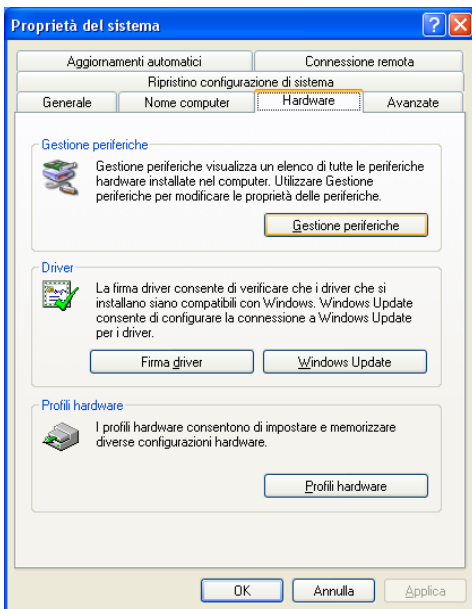 Proprietà del sistema
Aggiornamenti automatici
Connessione remota
Ripristino configurazione di sistema
Generale
Nome computer
Hardware
Avanzate
Gestione periferiche
Gestione periferiche visualizza un elenco di tutte le periferiche
hardware installate nel computer. Utilizzare Gestione
periferiche per modificare le proprietà delle periferiche.
Gestione periferiche
Driver
La firma driver consente di verificare che i driver che si
installano siano compatibili con Windows. Windows Update
consente di configurare la connessione a Windows Update
per i driver.
Firma driver
Windows Update
Profili hardware
I profili hardware consentono di impostare e memorizzare
diverse configurazioni hardware.
Profili hardware
OK
Annulla
Applica